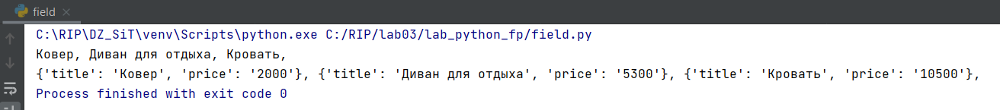 field
C:\RIP\DZ_SiT\venv\Scripts\python.exe C:/RIP/lab03/lab_python_fp/field.py
Ковер, Диван для отдыха, Кровать,
{'title': 'Ковер', 'price': '2000'}, {'title': 'Диван для отдыха', 'price': '5300'}, {'title': 'Кровать', 'price': '10500'},
Process finished with exit code 0